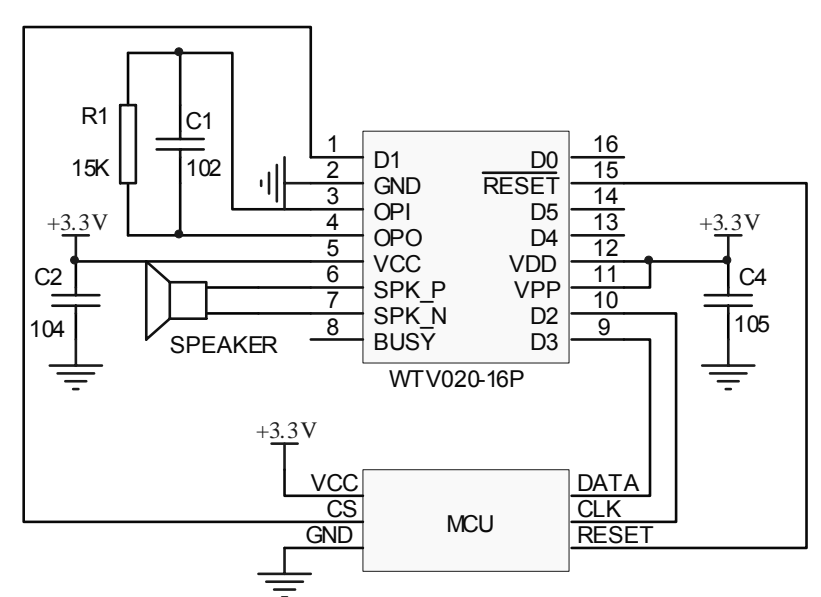 R1
15K
C1
102
1
2
3
4
5
6
7
8
D1
GND
OPI
OPO
VCC
SPK_P
SPK_N
BUSY
D0
RESET
D5
D4
VDD
VPP
D2
D3
16
15
14
13
12
11
10
9
WTV020-16P
+3.3V
C2
104
SPEAKER
+3.3V
C4
105
+3.3V
VCC
CS
GND
MCU
DATA
CLK
RESET